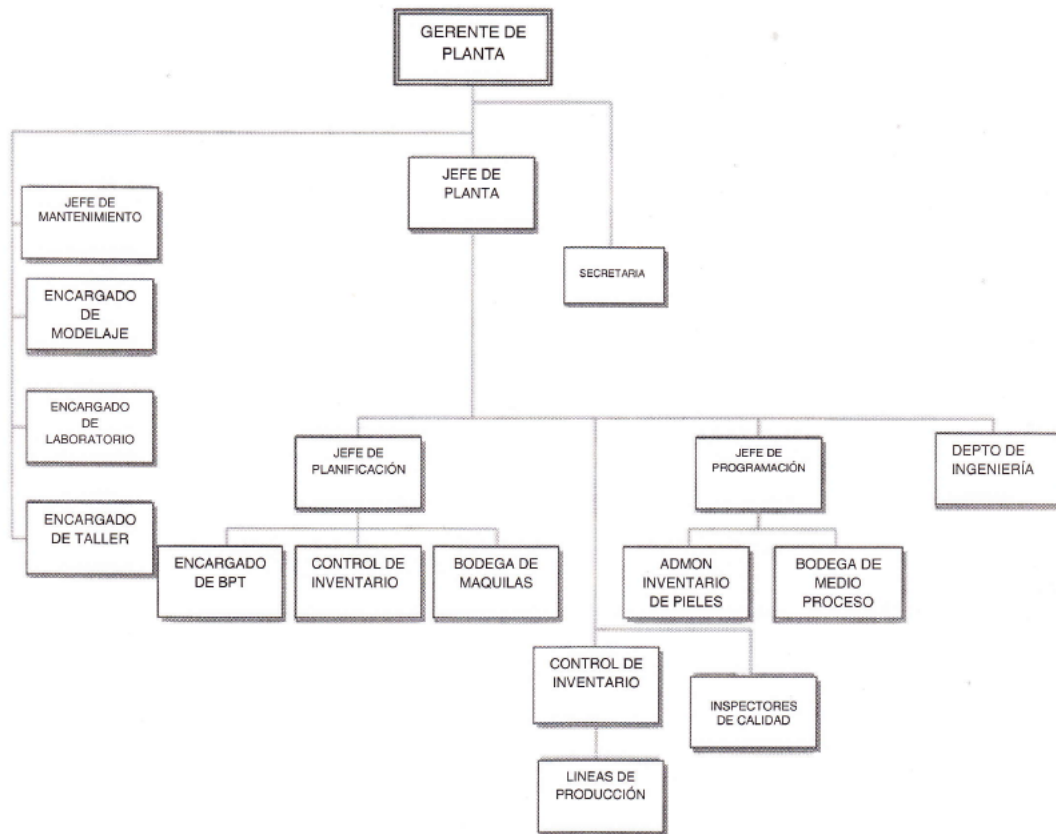 GERENTE DE
PLANTA
JEFE DE
PLANTA
JEFE DE
MANTENIMIENTO
SECRETARIA
ENCARGADO
DE
MODELAJE
ENCARGADO
DE
LABORATORIO
ENCARGADO
DE TALLER
JEFE DE
PLANIFICACIÓN
JEFE DE
PROGRAMACIÓN
DEPTO DE
INGENIERÍA
ENCARGADO
DE BPT
CONTROL DE
INVENTARIO
BODEGA DE
MAQUILAS
ADMON
INVENTARIO
DE PIELES
BODEGA DE
MEDIO
PROCESO
CONTROL DE
INVENTARIO
INSPECTORES
DE CALIDAD
LINEAS DE
PRODUCCIÓN